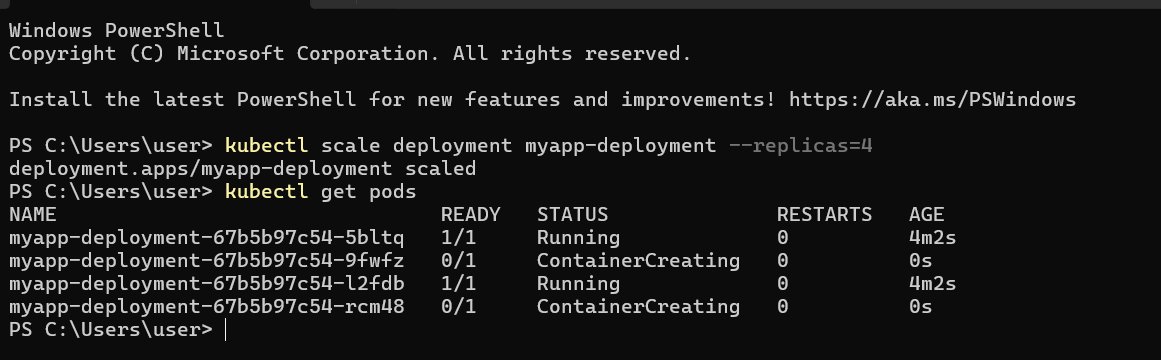 Windows PowerShell
Copyright (C) Microsoft Corporation. All rights reserved.
Install the latest PowerShell for new features and improvements! https://aka.ms/PSWindows
PS C:\Users\user> kubectl scale deployment myapp-deployment --replicas=4
deployment.apps/myapp-deployment scaled
PS C:\Users\user> kubectl get pods
NAME READY STATUS RESTARTS AGE
myapp-deployment-67b5b97c54-5bltq 1/1 Running 0 4m2s
myapp-deployment-67b5b97c54-9fwfz 0/1 ContainerCreating 0 0s
myapp-deployment-67b5b97c54-l2fdb 1/1 Running 0 4m2s
myapp-deployment-67b5b97c54-rcm48 0/1 ContainerCreating 0 0s
PS C:\Users\user>